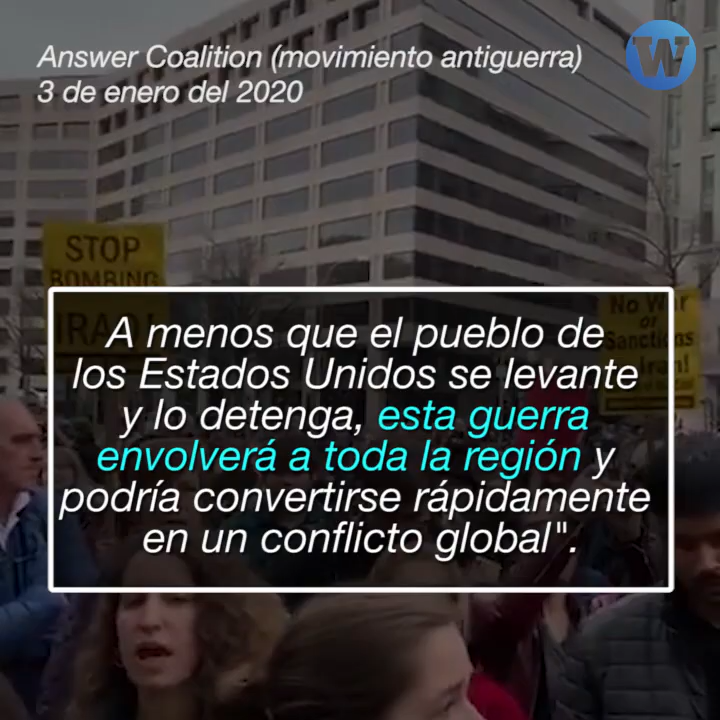 Answer Coalition (movimiento antiguerra)
3 de enero del 2020
W
STOP
BOMBING
IRAQ!
No War
or
Sanctions
Iran!
A menos que el pueblo de
los Estados Unidos se levante
y lo detenga, esta guerra
envolverá a toda la región y
podría convertirse rápidamente
en un conflicto global".